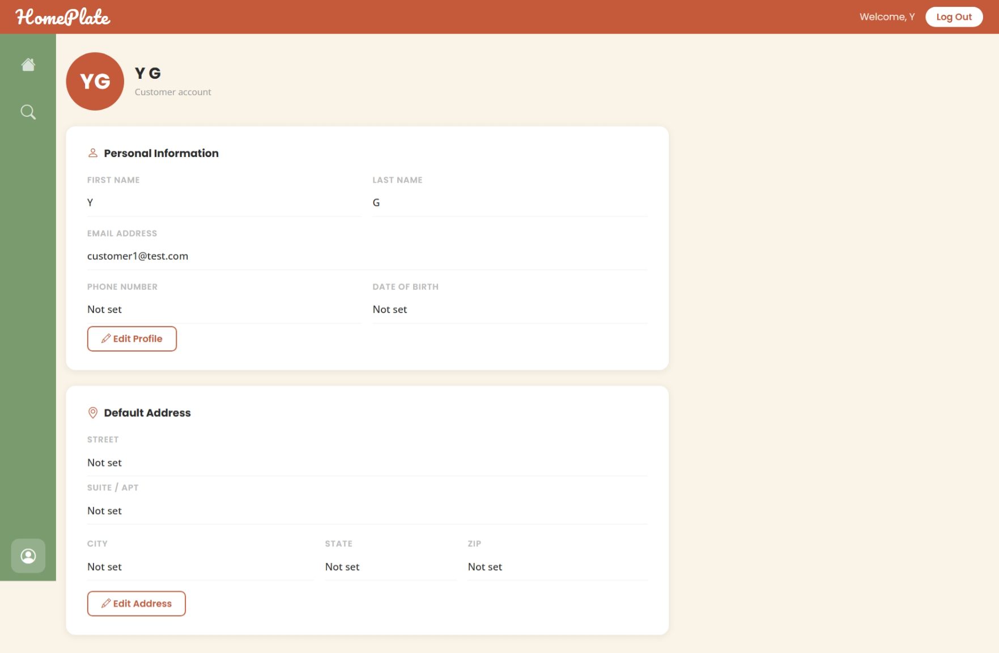 HomePlate
Welcome, Y
Log Out
YG
Y G
Customer account
Personal Information
FIRST NAME
LAST NAME
Y
G
EMAIL ADDRESS
customer1@test.com
PHONE NUMBER
DATE OF BIRTH
Not set
Not set
Edit Profile
Default Address
STREET
Not set
SUITE / APT
Not set
CITY
STATE
ZIP
Not set
Not set
Not set
Edit Address